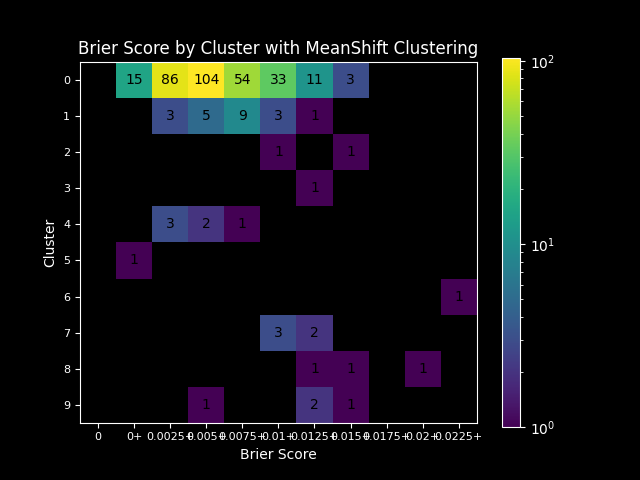 Brier Score by Cluster with MeanShift Clustering
0 15 86 104 54 33 11 3 10²
1 3 5 9 3 1
2 1 1
3 1
4 3 2 1 10¹
Cluster
5 1
6 1
7 3 2
8 1 1 1
9 1 2 1 10⁰
0 0+ 0.0025+ 0.005+ 0.0075+ 0.01+ 0.0125+ 0.015+ 0.0175+ 0.02+ 0.0225+
Brier Score